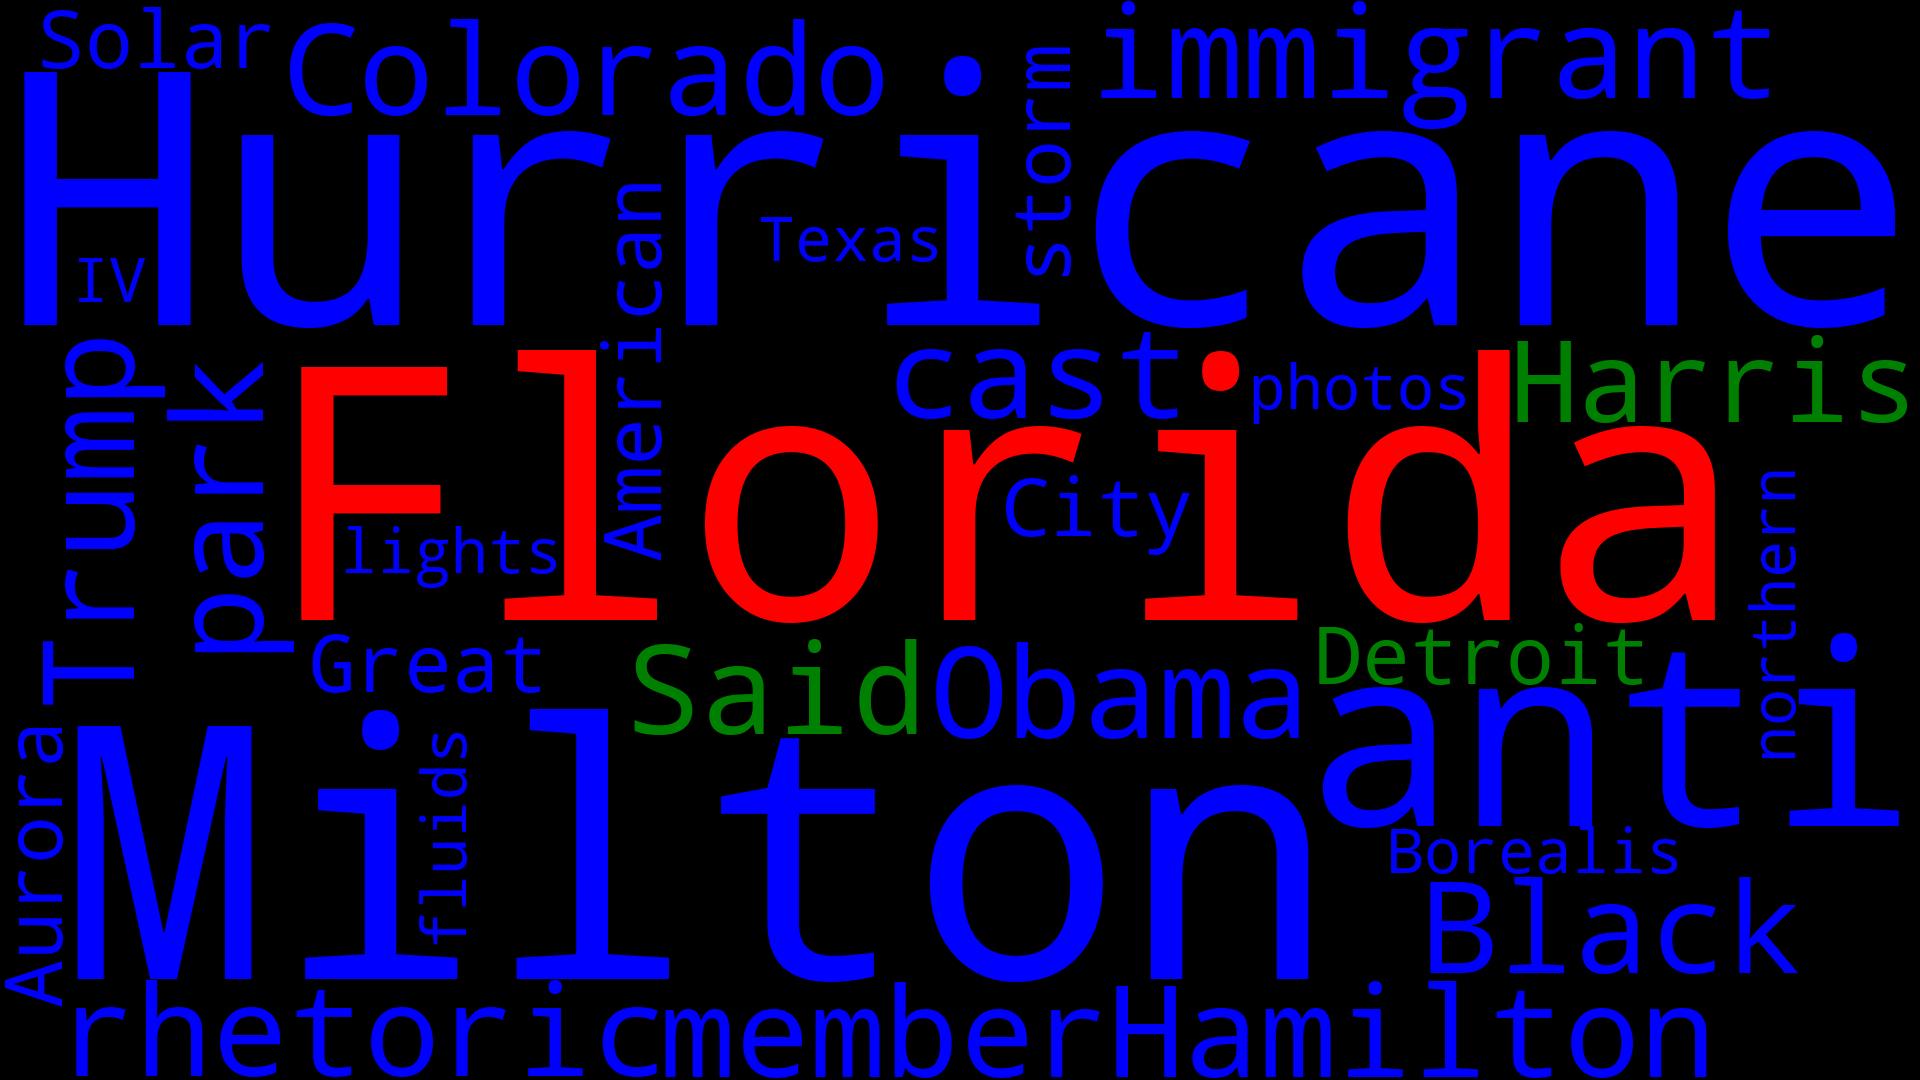 Solar
Colorado
immigrant
storm
Hurricane
IV
American
Texas
Trump
park
cast
photos
Harris
Florida
lights
City
northern
Great
Said
Obama
Detroit
anti
Aurora
Milton
fluids
Borealis
Black
rhetoric
member
Hamilton